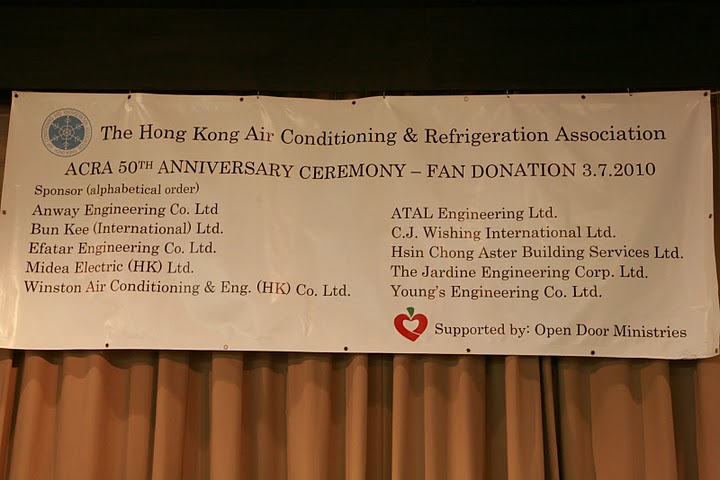 The Hong Kong Air Conditioning & Refrigeration Association
ACRA 50TH ANNIVERSARY CEREMONY – FAN DONATION 3.7.2010
Sponsor (alphabetical order)
Anway Engineering Co. Ltd
Bun Kee (International) Ltd.
Efatar Engineering Co. Ltd.
Midea Electric (HK) Ltd.
Winston Air Conditioning & Eng. (HK) Co. Ltd.
ATAL Engineering Ltd.
C.J. Wishing International Ltd.
Hsin Chong Aster Building Services Ltd.
The Jardine Engineering Corp. Ltd.
Young's Engineering Co. Ltd.
Supported by: Open Door Ministries